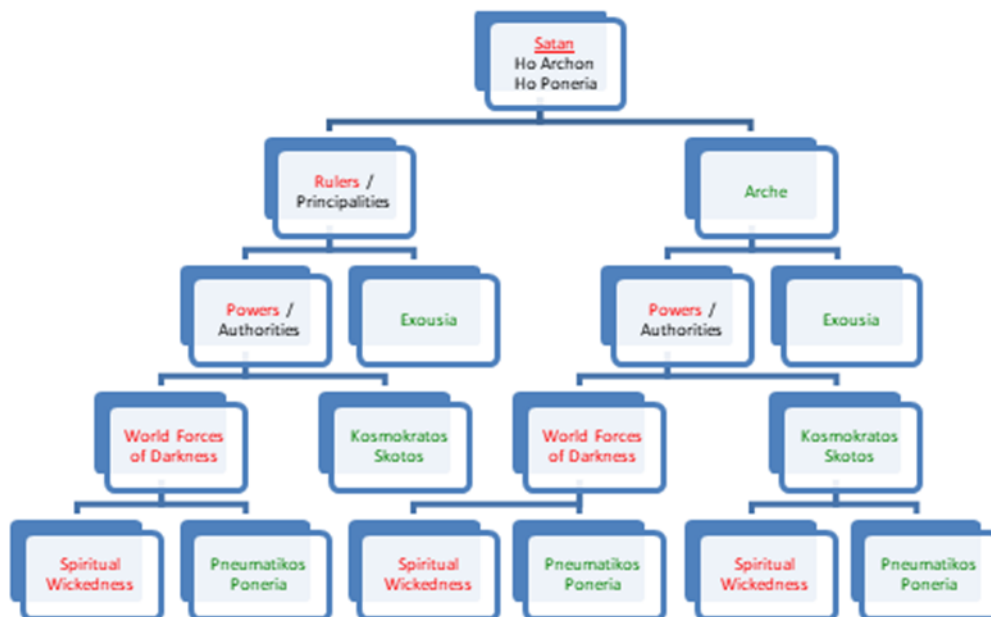 Satan
Ho Archon
Ho Poneria
Rulers /
Principalities
Arche
Powers /
Authorities
Exousia
Powers /
Authorities
Exousia
World Forces
of Darkness
Kosmokratos
Skotos
World Forces
of Darkness
Kosmokratos
Skotos
Spiritual
Wickedness
Pneumatikos
Poneria
Spiritual
Wickedness
Pneumatikos
Poneria
Spiritual
Wickedness
Pneumatikos
Poneria